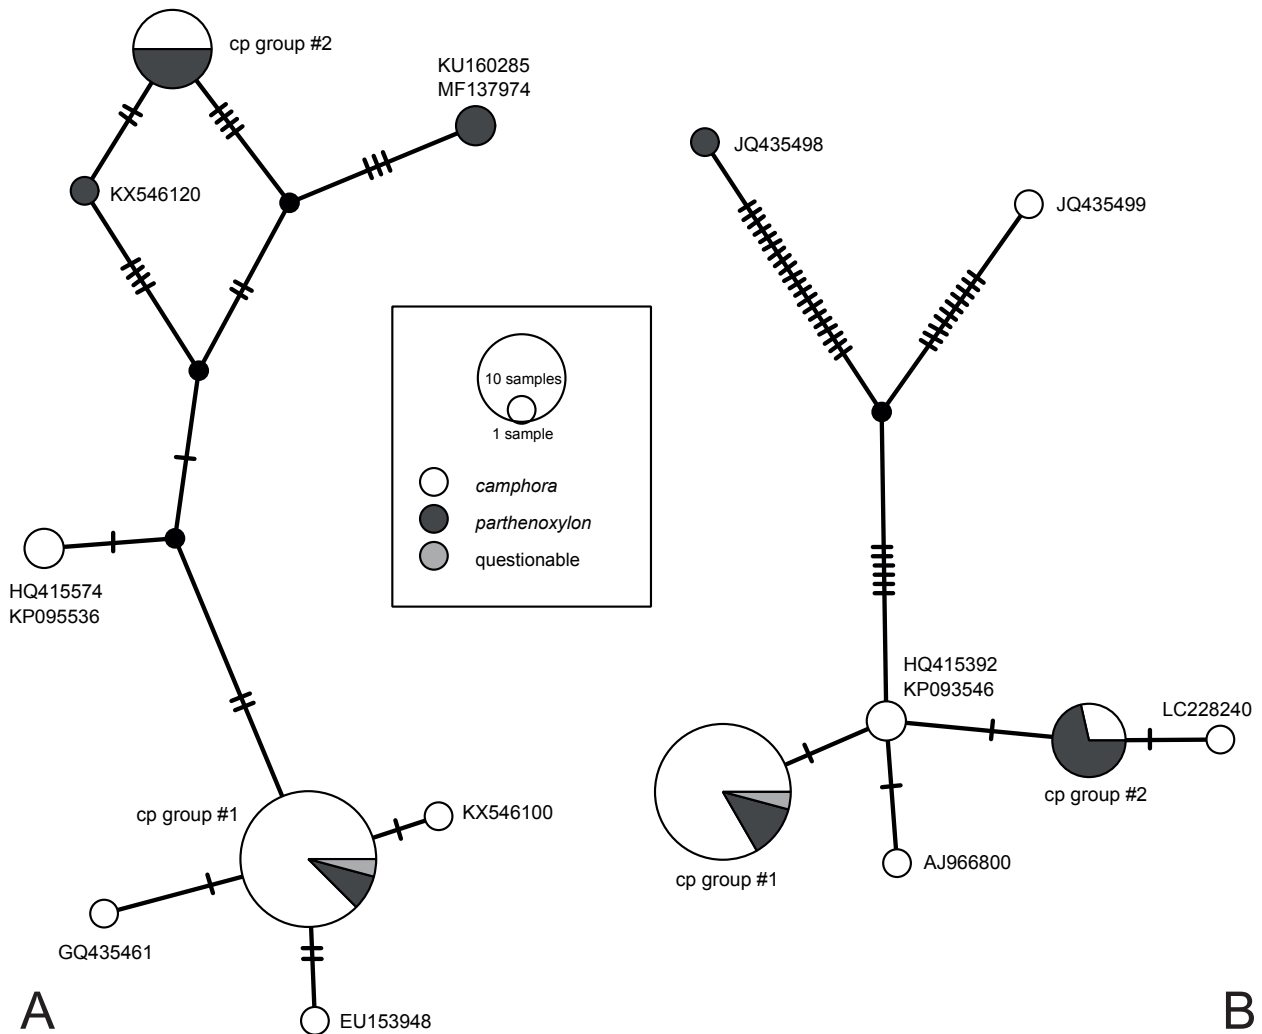 cp group #2
KU160285
MF137974
KX546120
HQ415574
KP095536
cp group #1
KX546100
GQ435461
EU153948
A
10 samples
1 sample
camphora
parthenoxylon
questionable
JQ435498
JQ435499
HQ415392
KP093546
LC228240
cp group #2
cp group #1
AJ966800
B